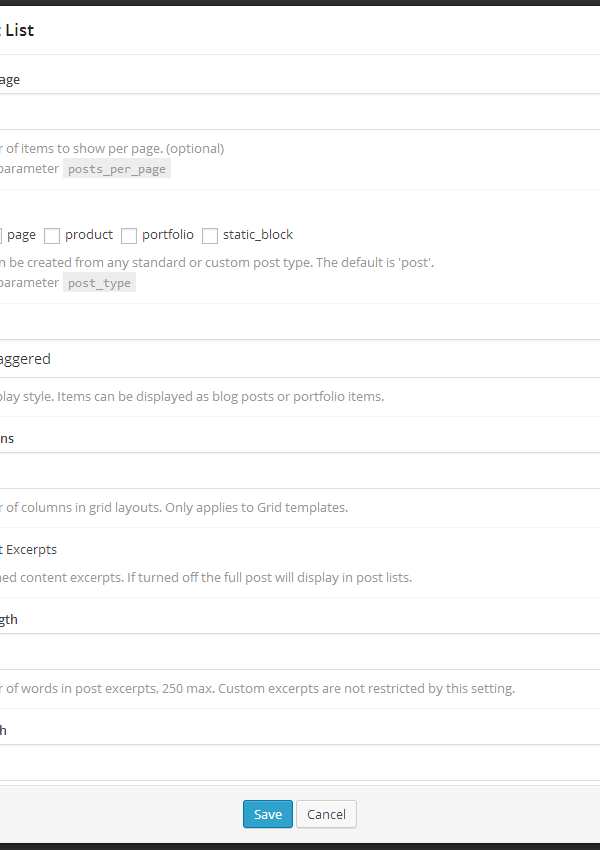 List
age
r of items to show per page. (optional)
parameter posts_per_page
page product portfolio static_block
n be created from any standard or custom post type. The default is 'post'.
parameter post_type
aggered
play style. Items can be displayed as blog posts or portfolio items.
ns
r of columns in grid layouts. Only applies to Grid templates.
t Excerpts
ned content excerpts. If turned off the full post will display in post lists.
gth
r of words in post excerpts, 250 max. Custom excerpts are not restricted by this setting.
h
Save Cancel